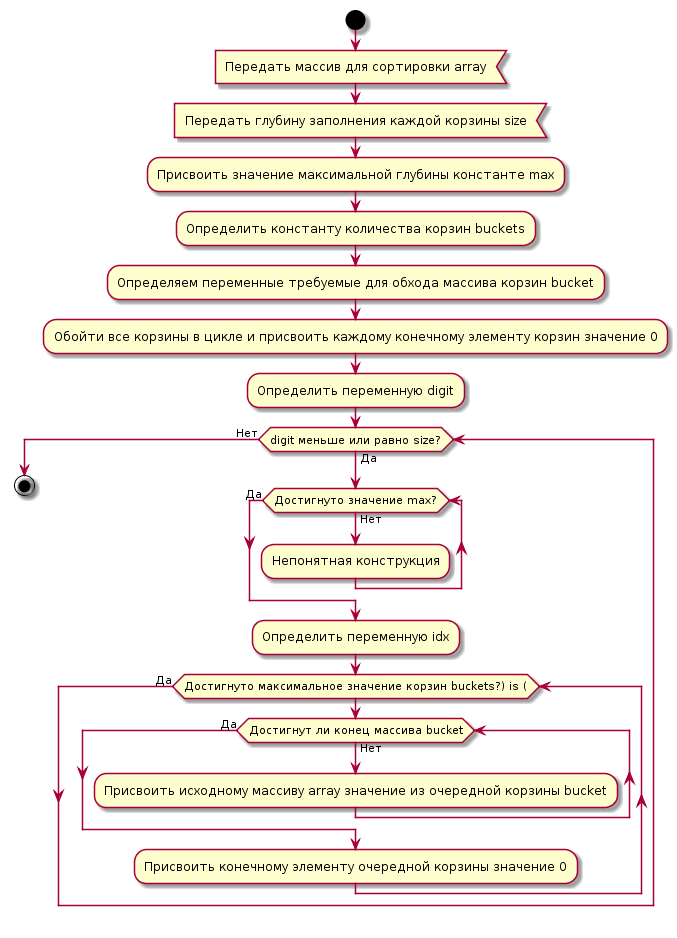 Передать массив для сортировки array
Передать глубину заполнения каждой корзины size
Присвоить значение максимальной глубины константе max
Определить константу количества корзин buckets
Определяем переменные требуемые для обхода массива корзин bucket
Обойти все корзины в цикле и присвоить каждому конечному элементу корзин значение 0
Определить переменную digit
Нет
digit меньше или равно size?
Да
Да
Достигнуто значение max?
Нет
Непонятная конструкция
Определить переменную idx
Да
Достигнуто максимальное значение корзин buckets?) is (
Да
Достигнут ли конец массива bucket
Нет
Присвоить исходному массиву array значение из очередной корзины bucket
Присвоить конечному элементу очередной корзины значение 0